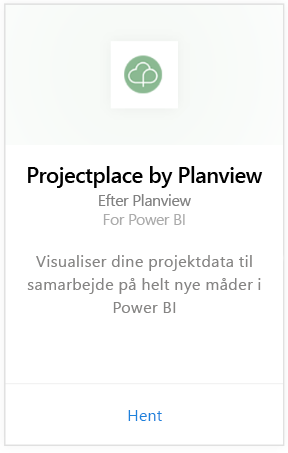 Projectplace by Planview
Efter Planview
For Power BI
Visualiser dine projektdata til
samarbejde på helt nye måder i
Power BI
Hent